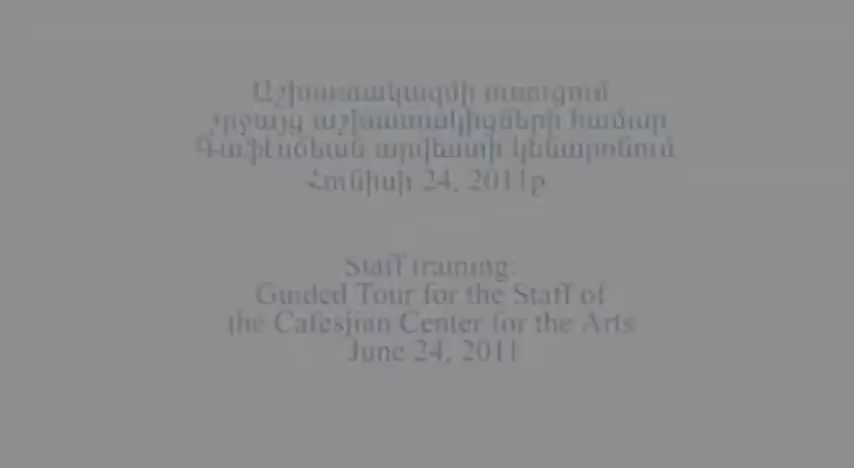 Աշխատակազմի ուսուցում
շրջայց աշխատակիցների համար
Գաֆէսճեան արվեստի կենտրոնում
Հունիսի 24, 2011թ
Staff training:
Guided Tour for the Staff of
the Cafesjian Center for the Arts
June 24, 2011